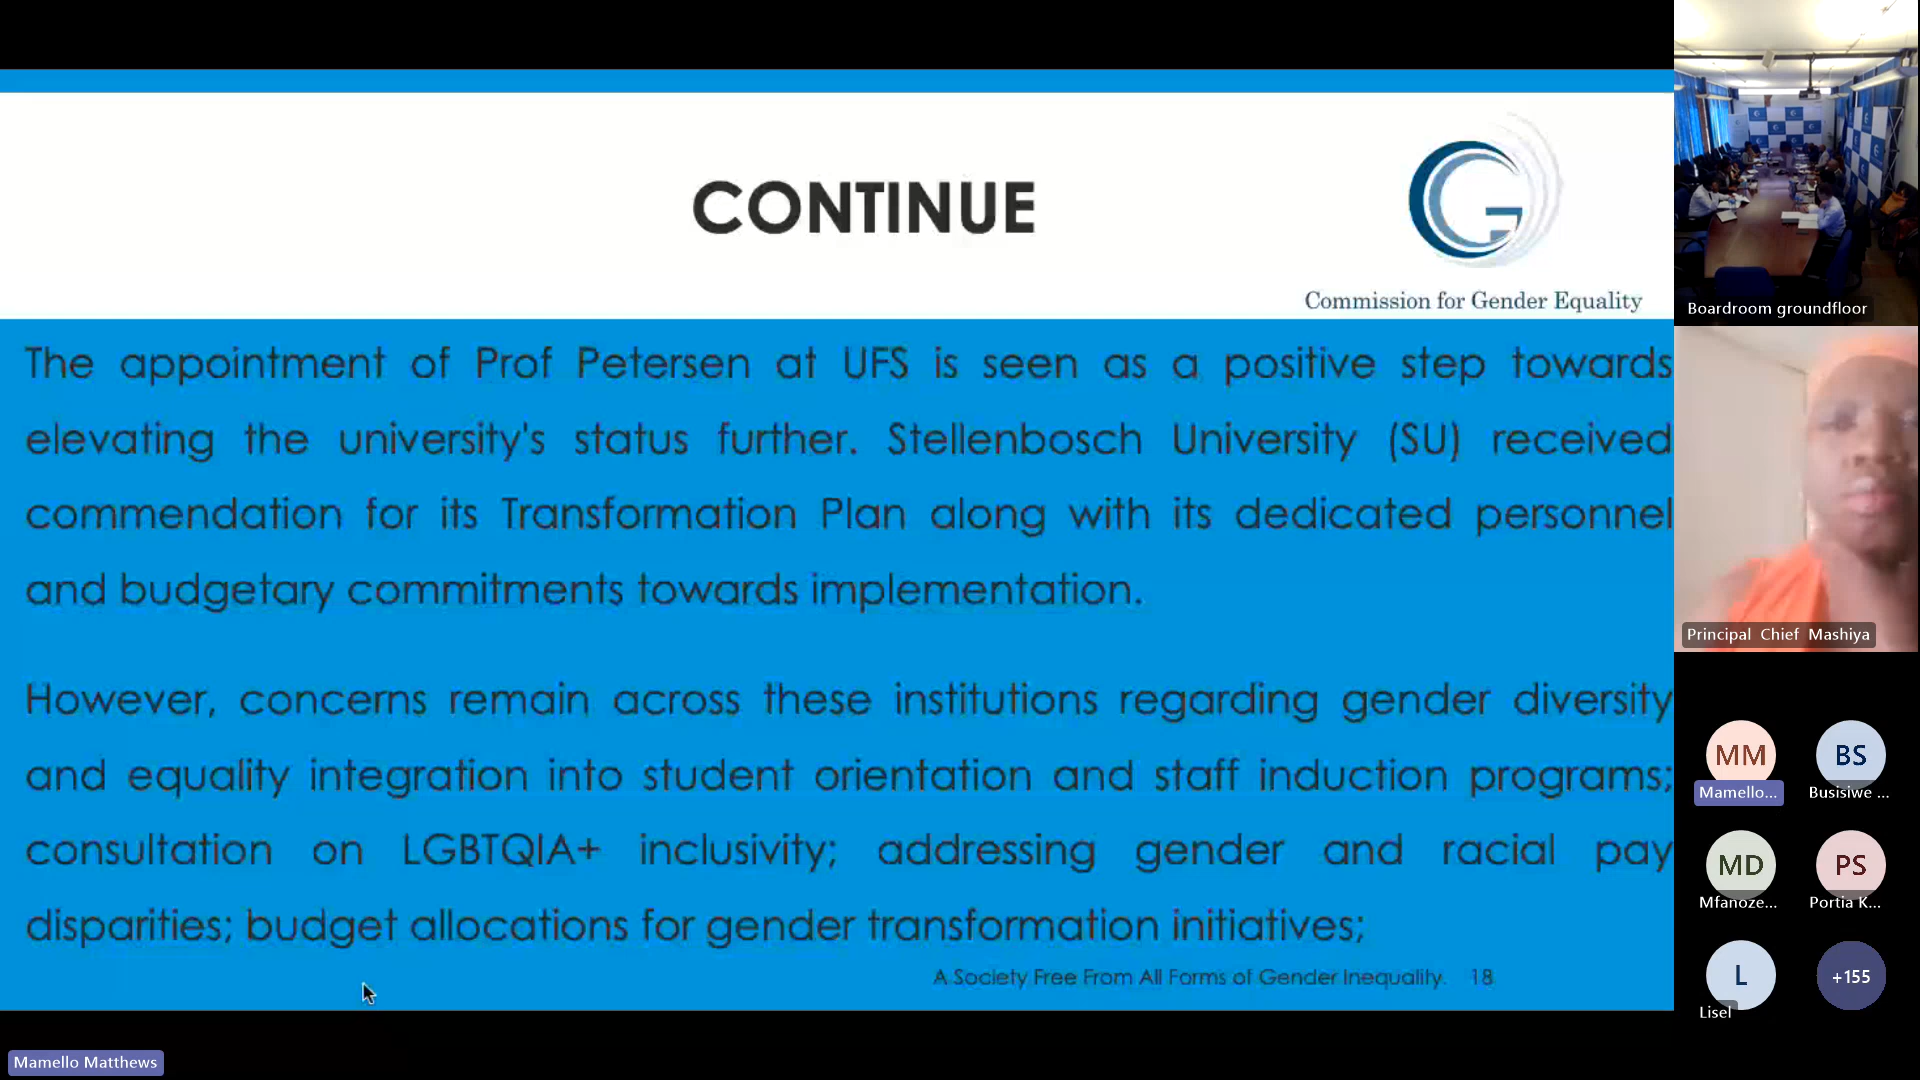 CONTINUE
Commission for Gender Equality
The appointment of Prof Petersen at UFS is seen as a positive step towards
elevating the university's status further. Stellenbosch University (SU) received
commendation for its Transformation Plan along with its dedicated personnel
and budgetary commitments towards implementation.
However, concerns remain across these institutions regarding gender diversity
and equality integration into student orientation and staff induction programs;
consultation on LGBTQIA+ inclusivity; addressing gender and racial pay
disparities; budget allocations for gender transformation initiatives;
A Society Free From All Forms of Gender Inequality. 18
Mamello Matthews
Boardroom groundfloor
Principal Chief Mashiya
MM
Mamello...
BS
Busisiwe ...
MD
Mfanoze...
PS
Portia K...
L
Lisel
+155